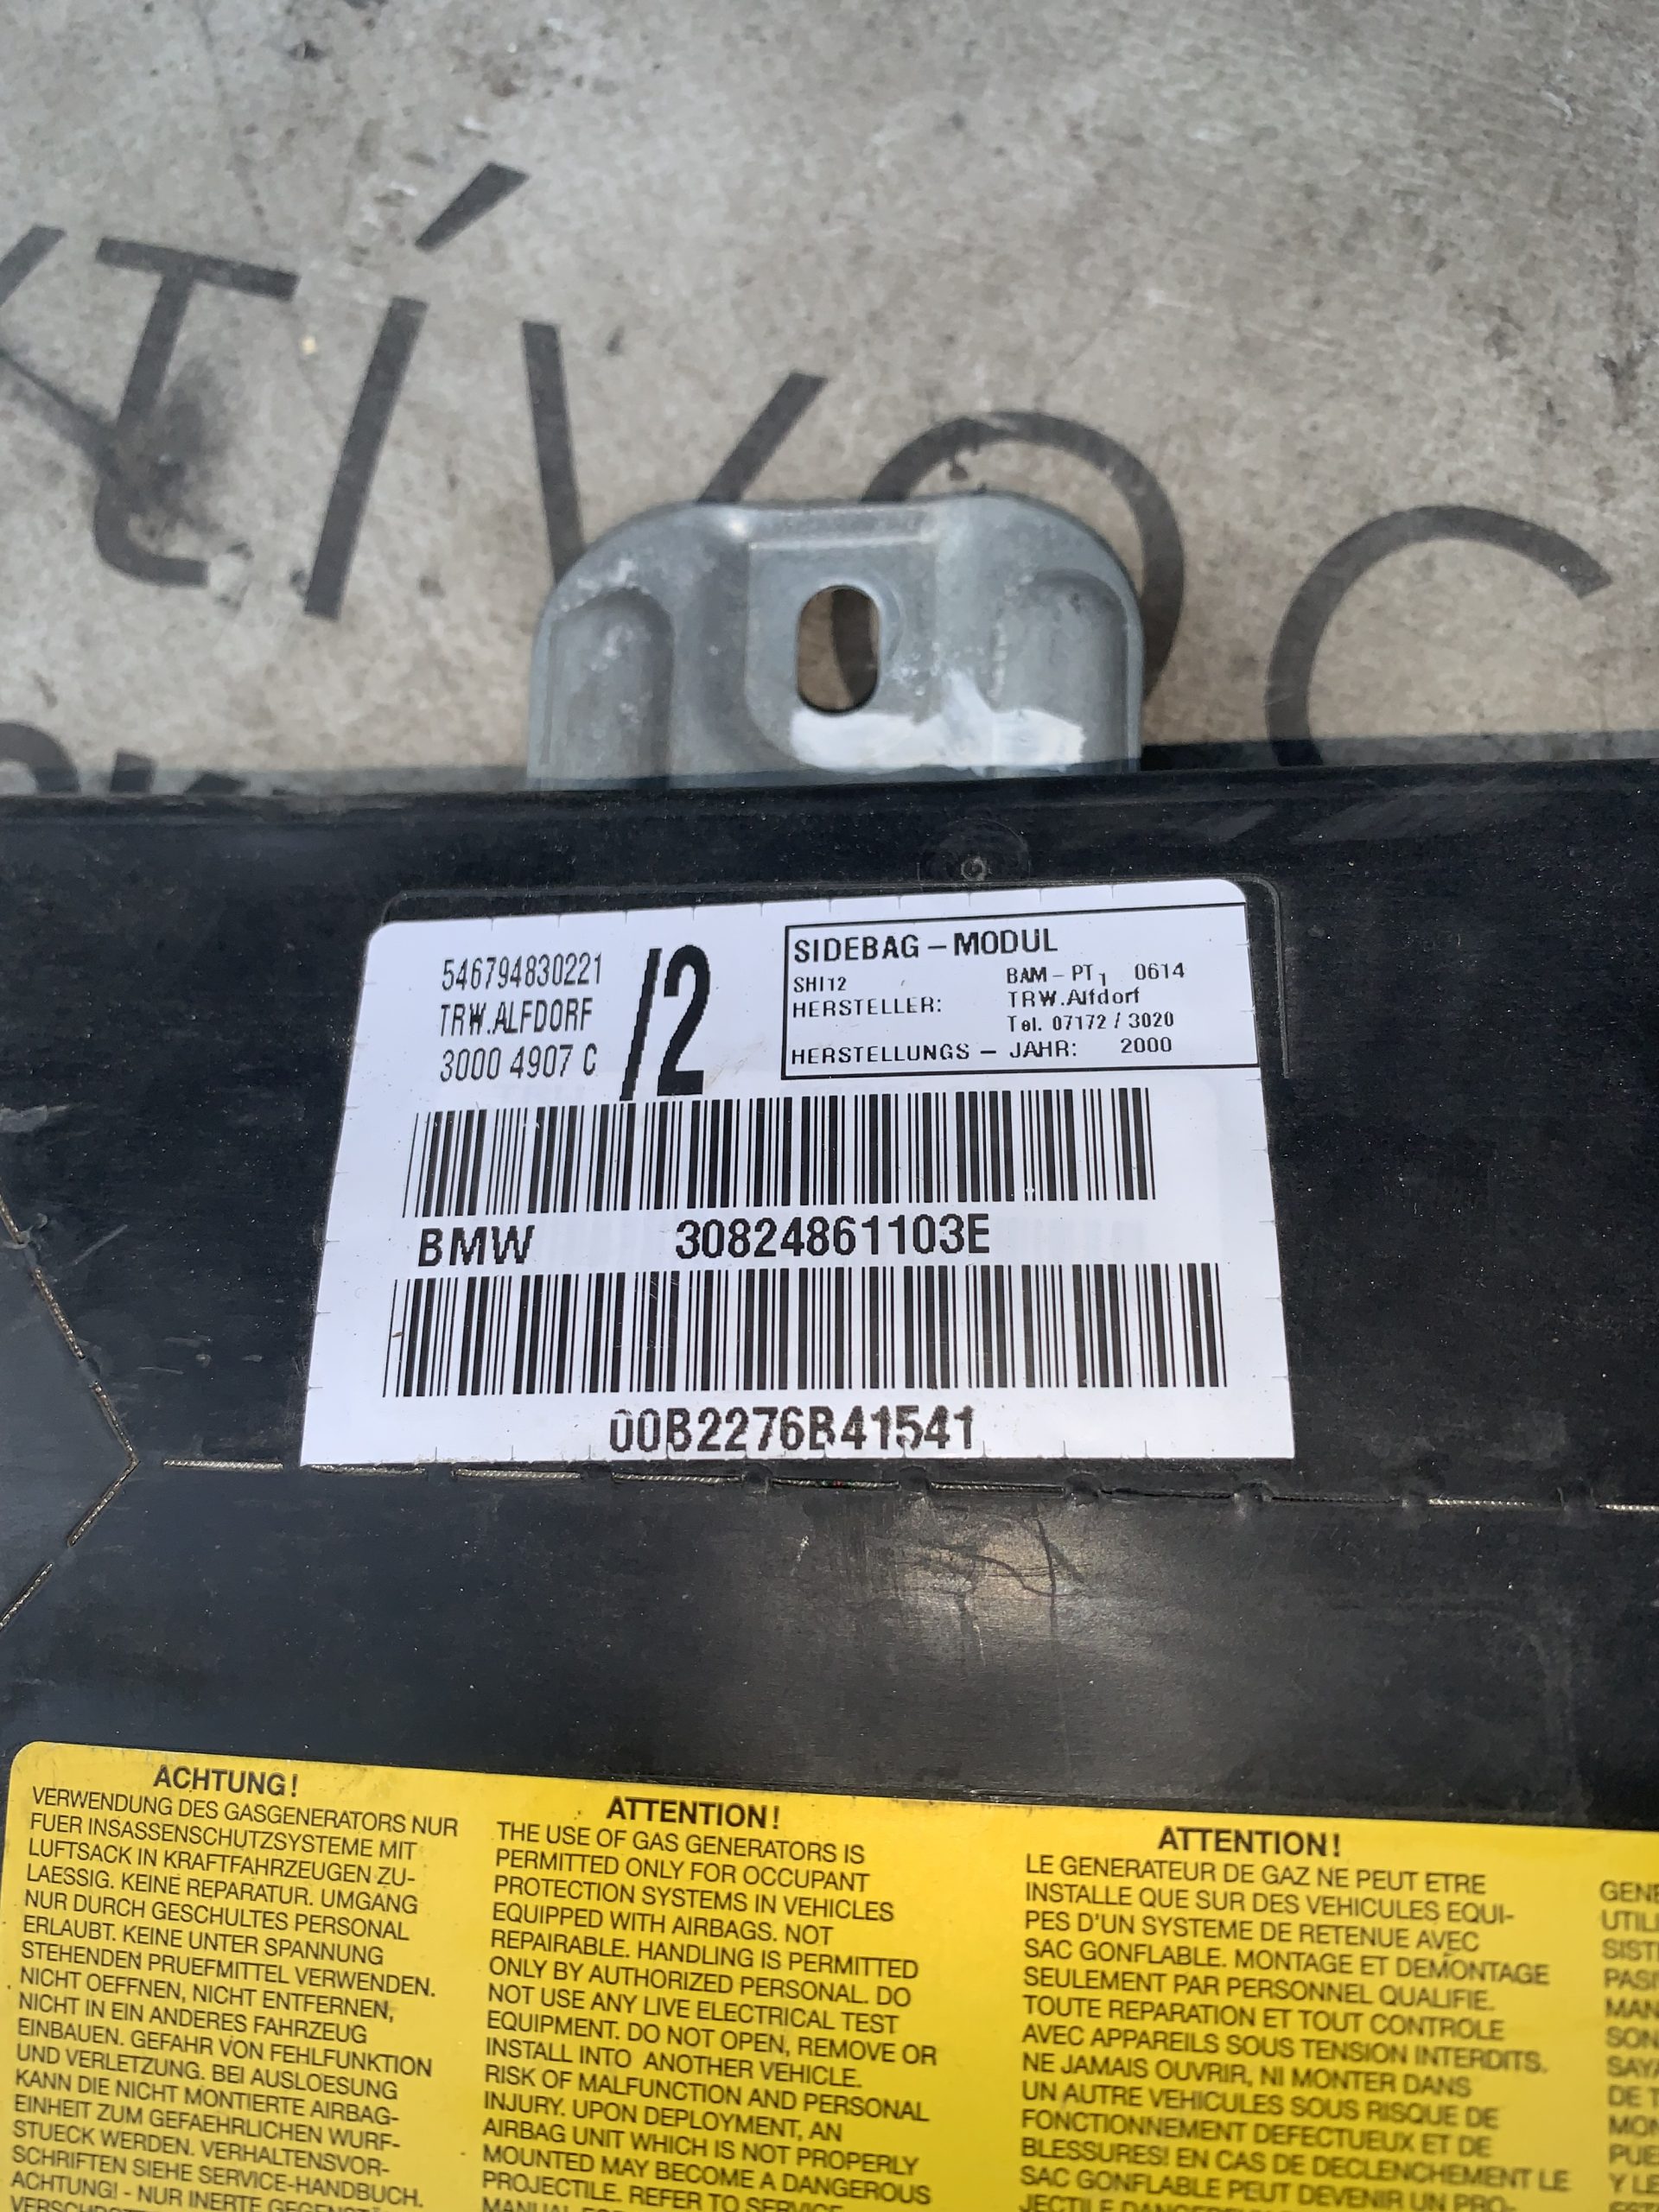 TÍVOC
546794830221
TRW.ALFDORF
3000 4907 C
/2
SIDEBAG – MODUL
SHI12 BAM – PT1 0614
HERSTELLER: TRW.Alfdorf
Tel. 07172 / 3020
HERSTELLUNGS – JAHR: 2000
BMW 30824861103E
00B2276B41541
ACHTUNG!
VERWENDUNG DES GASGENERATORS NUR
FUER INSASSENSCHUTZSYSTEME MIT
LUFTSACK IN KRAFTFAHRZEUGEN ZU-
LAESSIG. KEINE REPARATUR. UMGANG
NUR DURCH GESCHULTES PERSONAL
ERLAUBT. KEINE UNTER SPANNUNG
STEHENDEN PRUEFMITTEL VERWENDEN.
NICHT OEFFNEN, NICHT ENTFERNEN,
NICHT IN EIN ANDERES FAHRZEUG
EINBAUEN. GEFAHR VON FEHLFUNKTION
UND VERLETZUNG. BEI AUSLOESUNG
KANN DIE NICHT MONTIERTE AIRBAG-
EINHEIT ZUM GEFAEHRLICHEN WURF-
STUECK WERDEN. VERHALTENSVOR-
SCHRIFTEN SIEHE SERVICE-HANDBUCH.
ACHTUNG! - NUR INERTE
ATTENTION!
THE USE OF GAS GENERATORS IS
PERMITTED ONLY FOR OCCUPANT
PROTECTION SYSTEMS IN VEHICLES
EQUIPPED WITH AIRBAGS. NOT
REPAIRABLE. HANDLING IS PERMITTED
ONLY BY AUTHORIZED PERSONAL. DO
NOT USE ANY LIVE ELECTRICAL TEST
EQUIPMENT. DO NOT OPEN, REMOVE OR
INSTALL INTO ANOTHER VEHICLE.
RISK OF MALFUNCTION AND PERSONAL
INJURY. UPON DEPLOYMENT, AN
AIRBAG UNIT WHICH IS NOT PROPERLY
MOUNTED MAY BECOME A DANGEROUS
PROJECTILE. REFER TO SERVICE
ATTENTION!
LE GENERATEUR DE GAZ NE PEUT ETRE
INSTALLE QUE SUR DES VEHICULES EQUI-
PES D'UN SYSTEME DE RETENUE AVEC
SAC GONFLABLE. MONTAGE ET DEMONTAGE
SEULEMENT PAR PERSONNEL QUALIFIE.
TOUTE REPARATION ET TOUT CONTROLE
AVEC APPAREILS SOUS TENSION INTERDITS.
NE JAMAIS OUVRIR, NI MONTER DANS
UN AUTRE VEHICULES SOUS RISQUE DE
FONCTIONNEMENT DEFECTUEUX ET DE
BLESSURES! EN CAS DE DECLENCHEMENT LE
SAC GONFLABLE PEUT DEVENIR UN PRO-